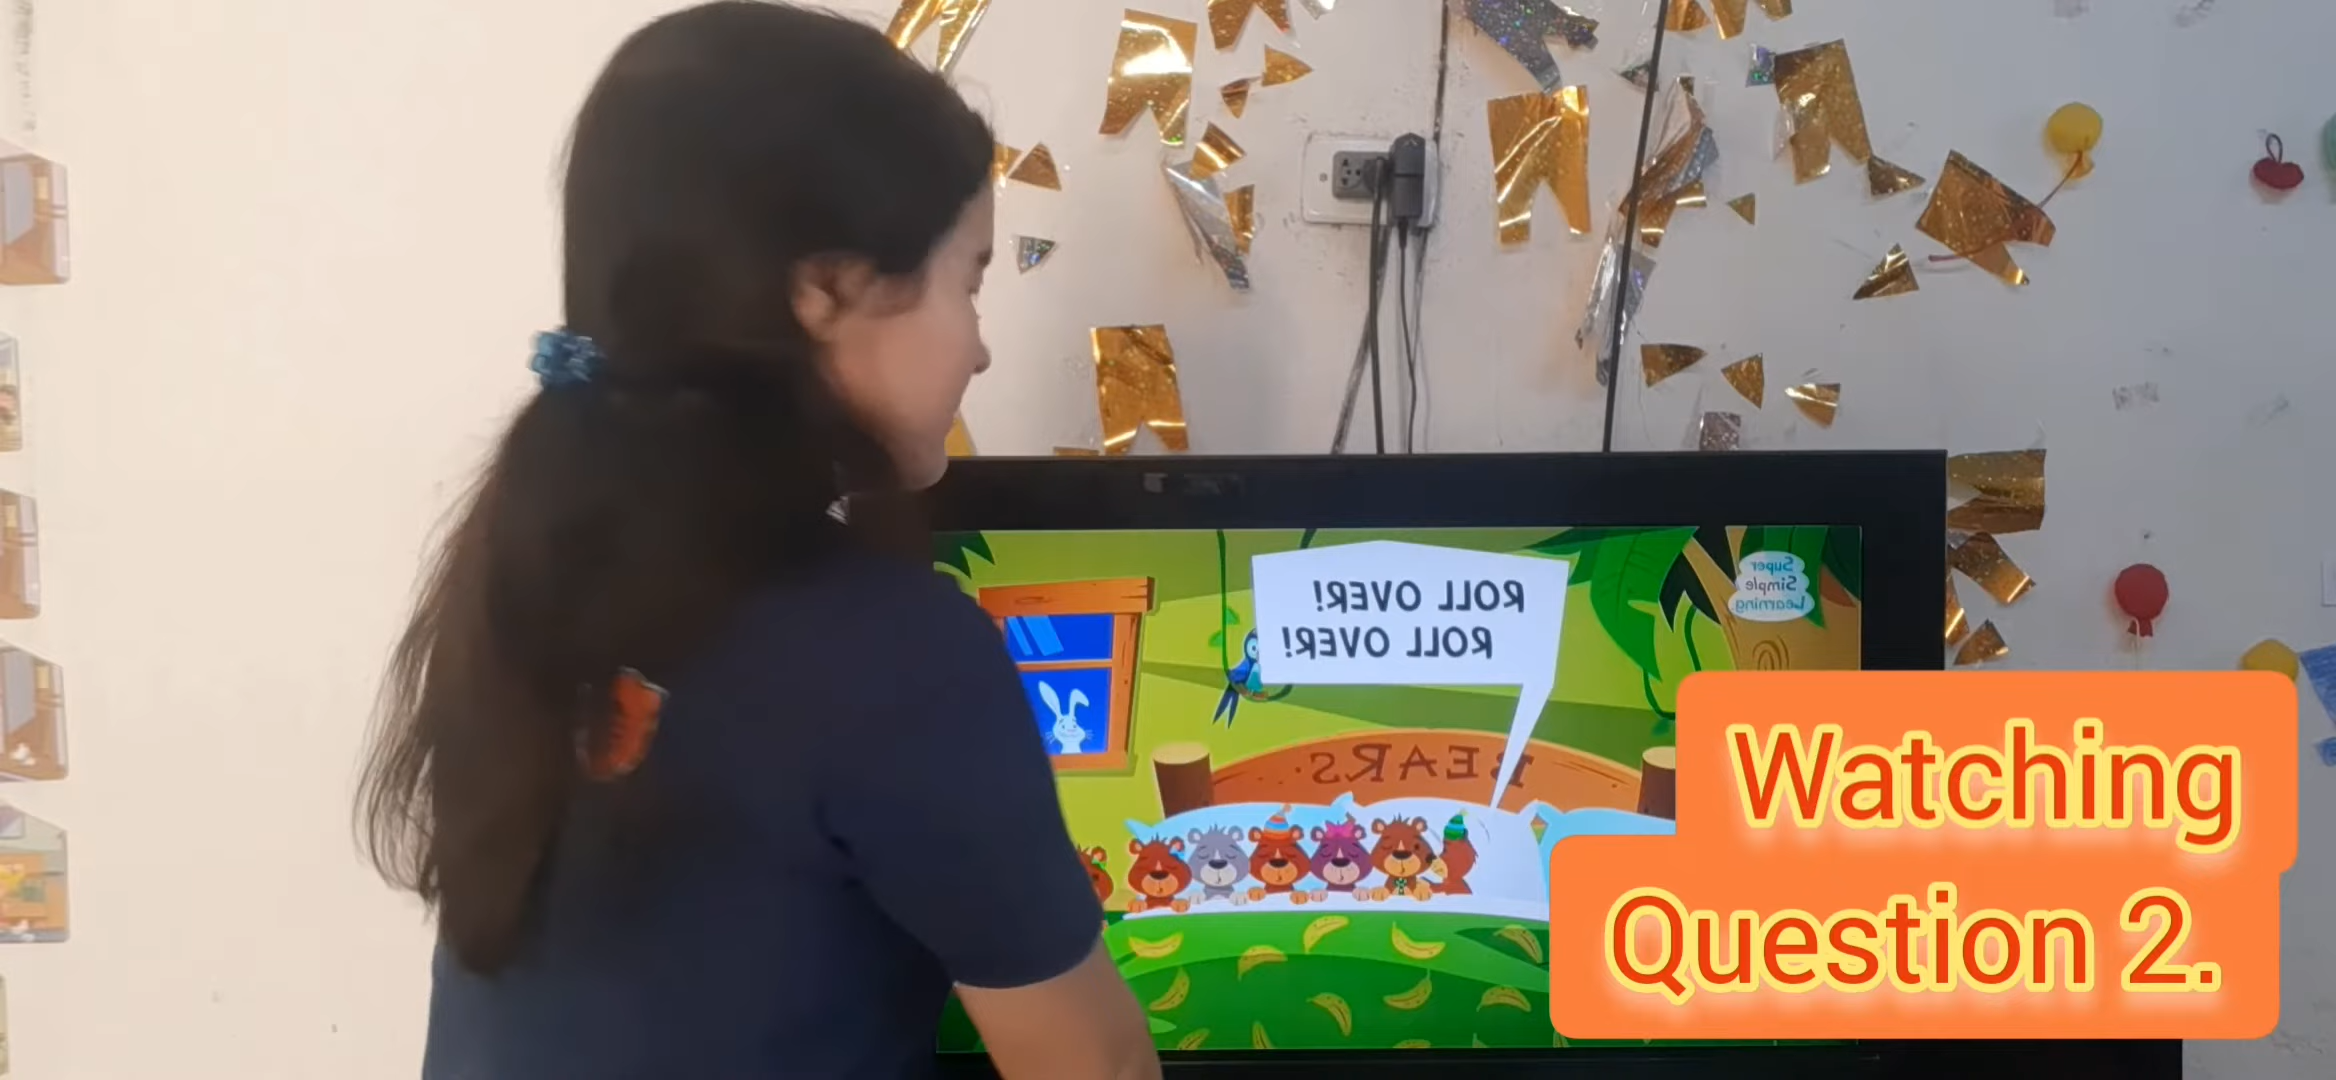 ROLL OVER!
ROLL OVER!
Super
Simple
Learning
BEARS...
Watching
Question 2.